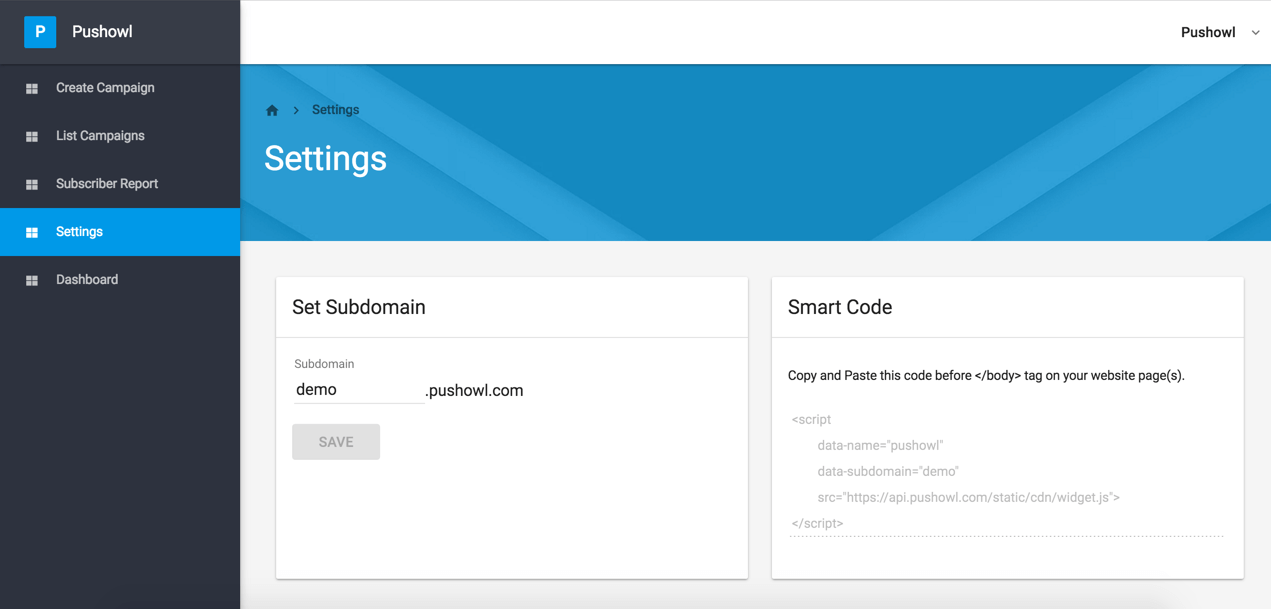 P Pushowl
Pushowl
Create Campaign
List Campaigns
Subscriber Report
Settings
Dashboard
Settings
Settings
Set Subdomain
Subdomain
demo .pushowl.com
SAVE
Smart Code
Copy and Paste this code before </body> tag on your website page(s).
<script
data-name="pushowl"
data-subdomain="demo"
src="https://api.pushowl.com/static/cdn/widget.js">
</script>